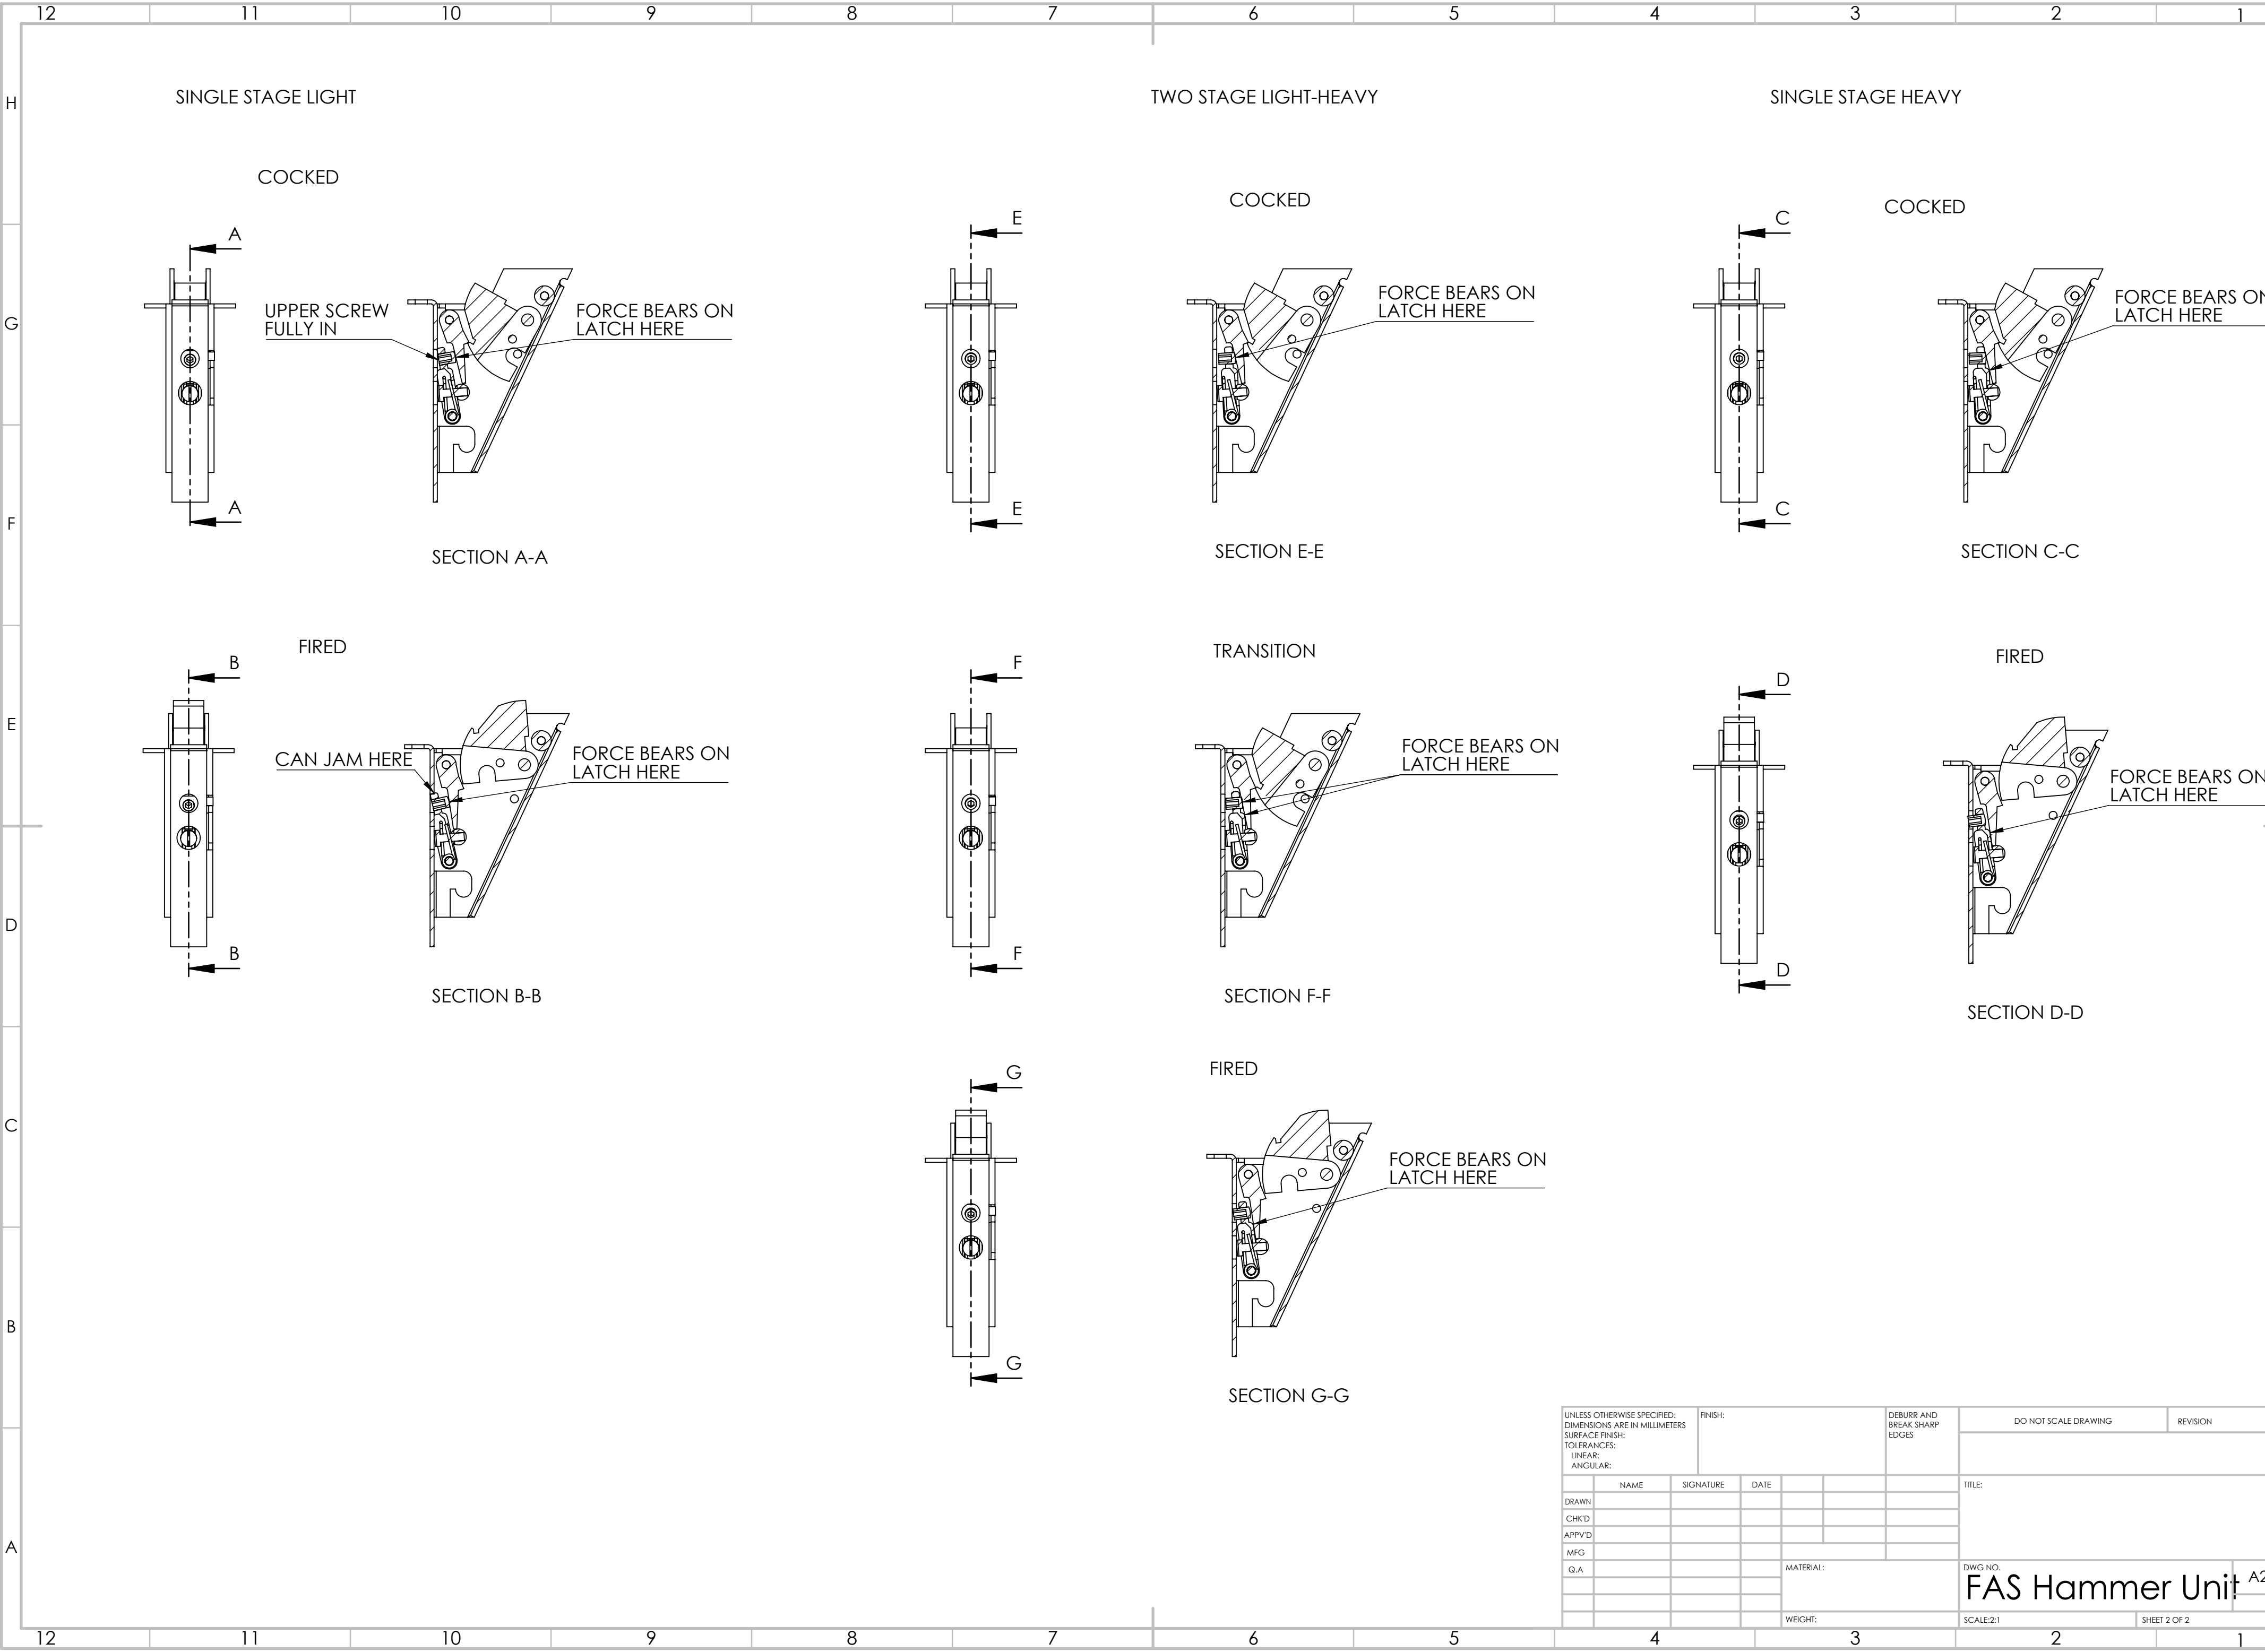 12 11 10 9 8 7 6 5 4 3 2 1
H
SINGLE STAGE LIGHT
TWO STAGE LIGHT-HEAVY
SINGLE STAGE HEAVY
COCKED
COCKED
COCKED
A
E
C
G
UPPER SCREW
FULLY IN
FORCE BEARS ON
LATCH HERE
FORCE BEARS ON
LATCH HERE
FORCE BEARS ON
LATCH HERE
F
A
E
C
SECTION A-A
SECTION E-E
SECTION C-C
FIRED
TRANSITION
FIRED
B
F
D
E
CAN JAM HERE
FORCE BEARS ON
LATCH HERE
FORCE BEARS ON
LATCH HERE
FORCE BEARS ON
LATCH HERE
D
B
F
D
SECTION B-B
SECTION F-F
SECTION D-D
FIRED
G
C
FORCE BEARS ON
LATCH HERE
B
G
SECTION G-G
UNLESS OTHERWISE SPECIFIED:
DIMENSIONS ARE IN MILLIMETERS
SURFACE FINISH:
TOLERANCES:
LINEAR:
ANGULAR:
FINISH:
DEBURR AND
BREAK SHARP
EDGES
DO NOT SCALE DRAWING
REVISION
NAME SIGNATURE DATE
TITLE:
DRAWN
CHK'D
APPV'D
MFG
Q.A
MATERIAL:
DWG NO.
FAS Hammer Unit
A2
WEIGHT:
SCALE:2:1
SHEET 2 OF 2
A
12 11 10 9 8 7 6 5 4 3 2 1